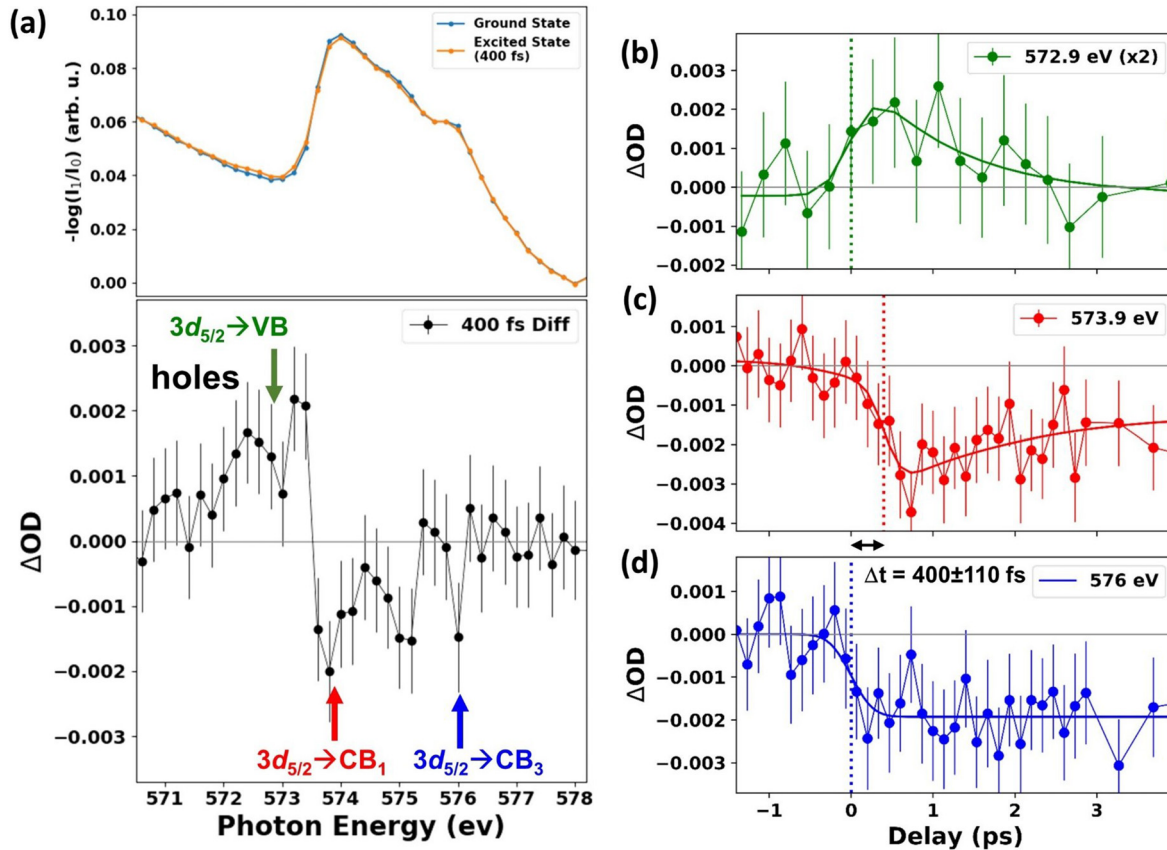 (a)
0.10
0.08
0.06
0.04
0.02
0.00
-log(I₁/I₀) (arb. u.)
Ground State
Excited State
(400 fs)
3d₅/₂→VB
holes
400 fs Diff
0.003
0.002
0.001
0.000
−0.001
−0.002
−0.003
ΔOD
3d₅/₂→CB₁
3d₅/₂→CB₃
571 572 573 574 575 576 577 578
Photon Energy (ev)
(b)
572.9 eV (x2)
0.003
0.002
0.001
0.000
−0.001
−0.002
ΔOD
(c)
573.9 eV
0.001
0.000
−0.001
−0.002
−0.003
−0.004
ΔOD
(d)
Δt = 400±110 fs
576 eV
0.001
0.000
−0.001
−0.002
−0.003
ΔOD
−1 0 1 2 3
Delay (ps)